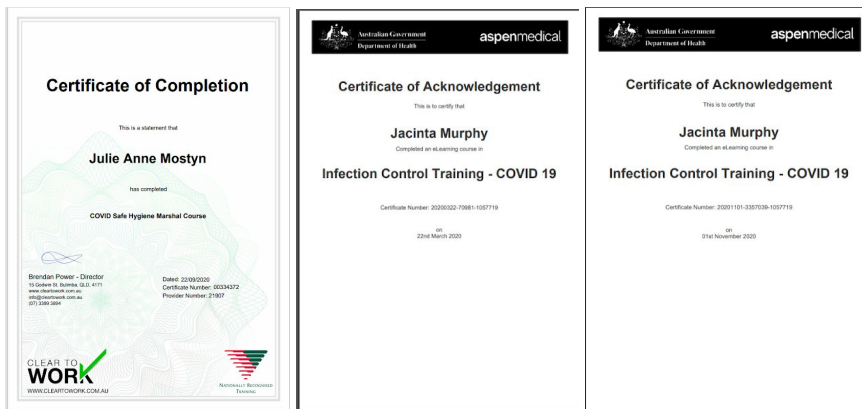 Certificate of Completion
This is a statement that
Julie Anne Mostyn
has completed
COVID Safe Hygiene Marshal Course
Brendan Power - Director
15 Godwin St, Bulimba, QLD, 4171
www.cleartowork.com.au
info@cleartowork.com.au
(07) 3399 3894
Dated: 22/09/2020
Certificate Number: 00334372
Provider Number: 21907
CLEAR TO
WORK
WWW.CLEARTOWORK.COM.AU
NATIONALLY RECOGNISED
TRAINING
Australian Government
Department of Health
aspenmedical
Certificate of Acknowledgement
This is to certify that
Jacinta Murphy
Completed an eLearning course in
Infection Control Training - COVID 19
Certificate Number: 20200322-70981-1057719
on
22nd March 2020
Australian Government
Department of Health
aspenmedical
Certificate of Acknowledgement
This is to certify that
Jacinta Murphy
Completed an eLearning course in
Infection Control Training - COVID 19
Certificate Number: 20201101-3357039-1057719
on
01st November 2020